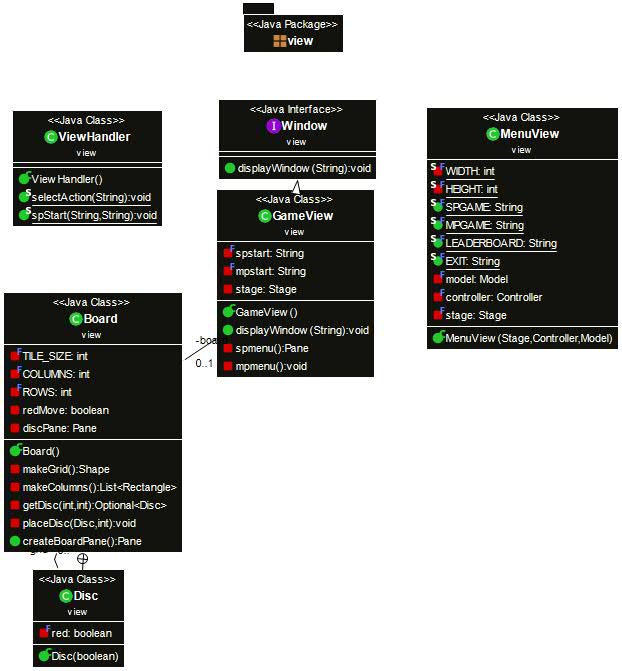 <<Java Package>>
view
<<Java Class>>
ViewHandler
view
ViewHandler()
selectAction(String):void
spStart(String,String):void
<<Java Interface>>
Window
view
displayWindow(String):void
<<Java Class>>
MenuView
view
WIDTH: int
HEIGHT: int
SPGAME: String
MPGAME: String
LEADERBOARD: String
EXIT: String
model: Model
controller: Controller
stage: Stage
MenuView(Stage,Controller,Model)
<<Java Class>>
GameView
view
spstart: String
mpstart: String
stage: Stage
GameView()
displayWindow(String):void
spmenu():Pane
mpmenu():void
-board
0..1
<<Java Class>>
Board
view
TILE_SIZE: int
COLUMNS: int
ROWS: int
redMove: boolean
discPane: Pane
Board()
makeGrid():Shape
makeColumns():List<Rectangle>
getDisc(int,int):Optional<Disc>
placeDisc(Disc,int):void
createBoardPane():Pane
<<Java Class>>
Disc
view
red: boolean
Disc(boolean)